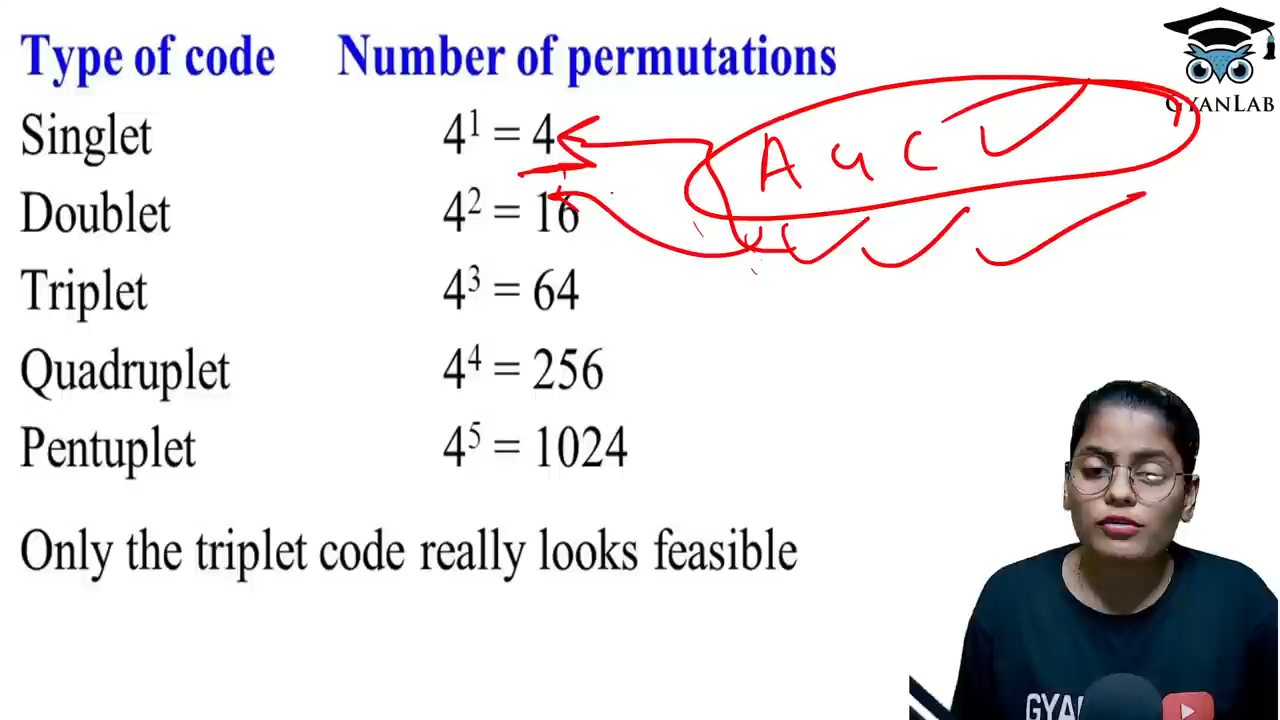 Type of code Number of permutations
Singlet 4¹ = 4
Doublet 4² = 16
Triplet 4³ = 64
Quadruplet 4⁴ = 256
Pentuplet 4⁵ = 1024
Only the triplet code really looks feasible
GYANLAB
A G C U
GYA